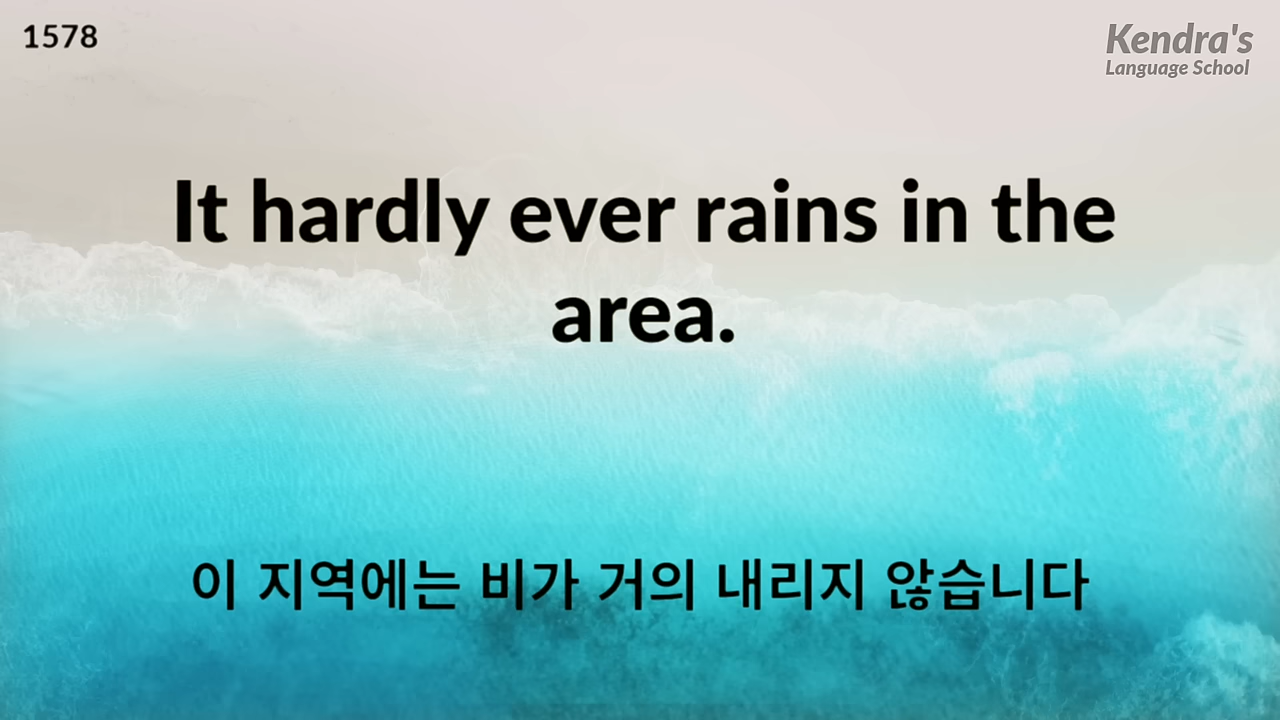 1578
Kendra's
Language School
It hardly ever rains in the
area.
이 지역에는 비가 거의 내리지 않습니다